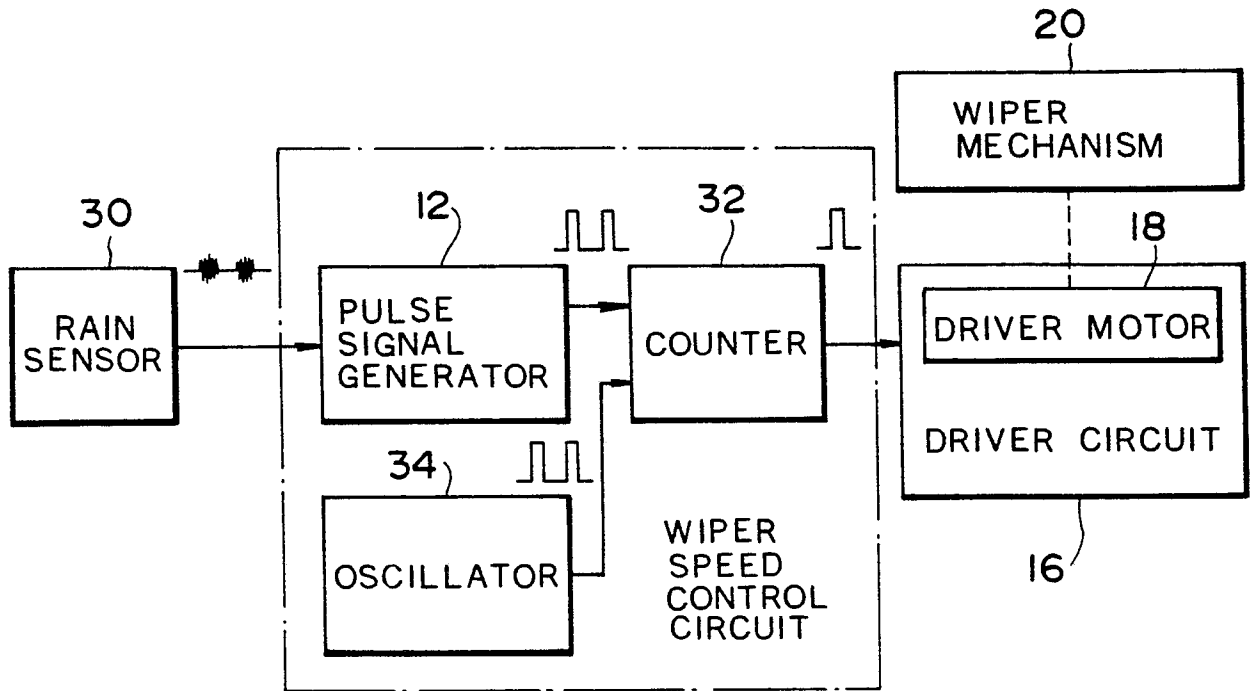 20
WIPER
MECHANISM
30
12
32
18
RAIN
SENSOR
PULSE
SIGNAL
GENERATOR
COUNTER
DRIVER MOTOR
DRIVER CIRCUIT
34
OSCILLATOR
WIPER
SPEED
CONTROL
CIRCUIT
16